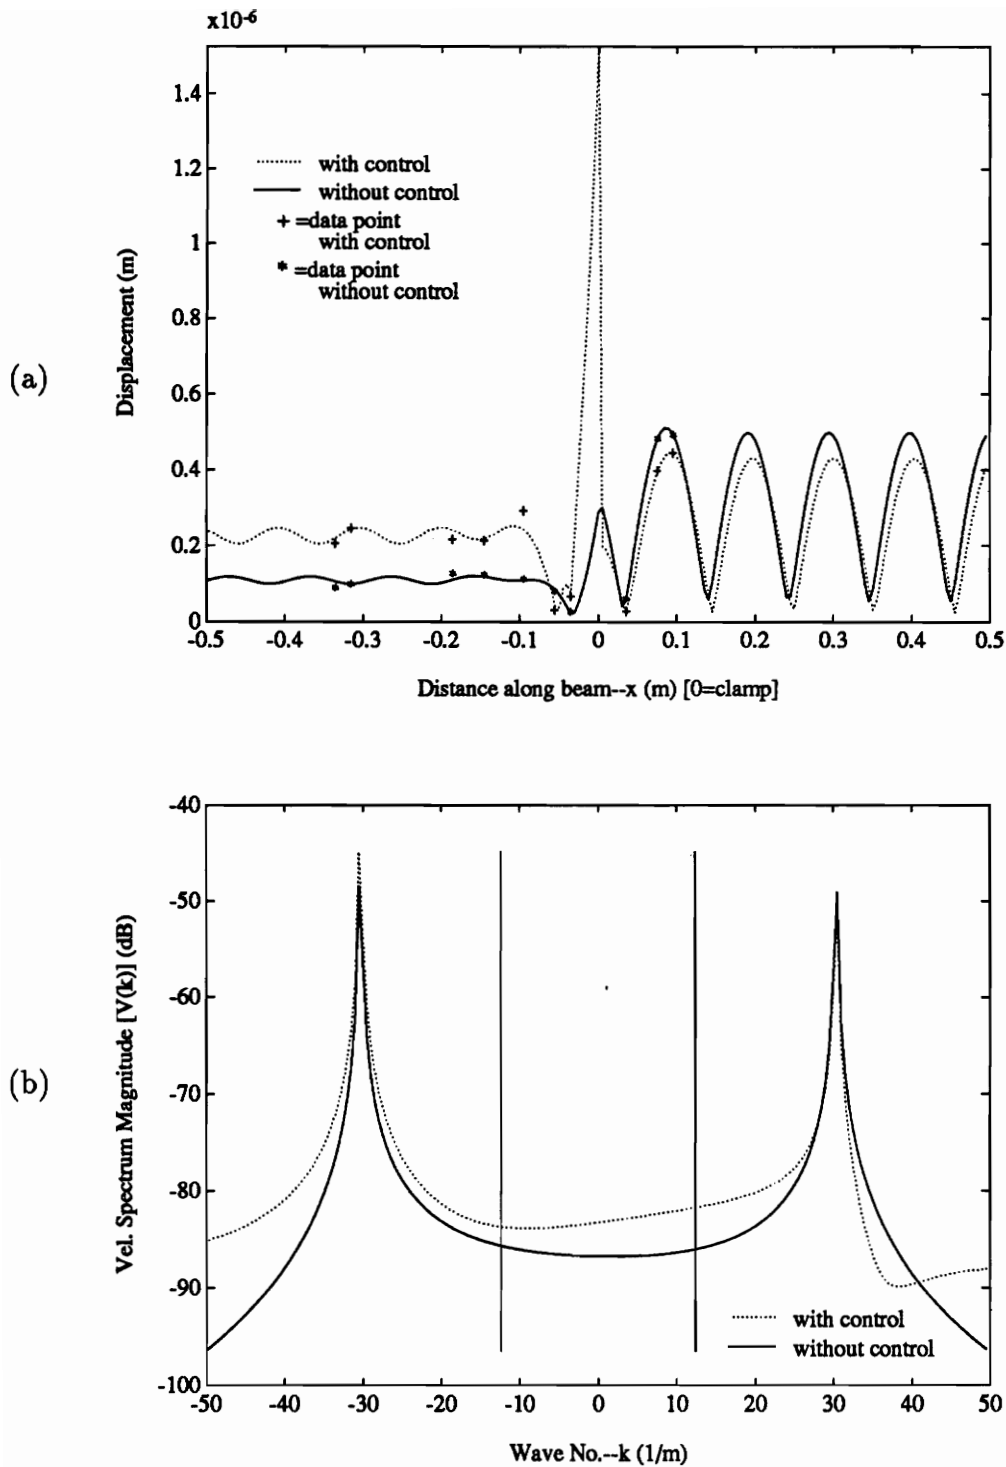 x10-6
1.4
1.2
1
0.8
0.6
0.4
0.2
0
Displacement (m)
(a)
with control
without control
+ =data point
with control
* =data point
without control
-0.5 -0.4 -0.3 -0.2 -0.1 0 0.1 0.2 0.3 0.4 0.5
Distance along beam--x (m) [0=clamp]
-40
-50
-60
-70
-80
-90
-100
Vel. Spectrum Magnitude [V(k)] (dB)
(b)
with control
without control
-50 -40 -30 -20 -10 0 10 20 30 40 50
Wave No.--k (1/m)